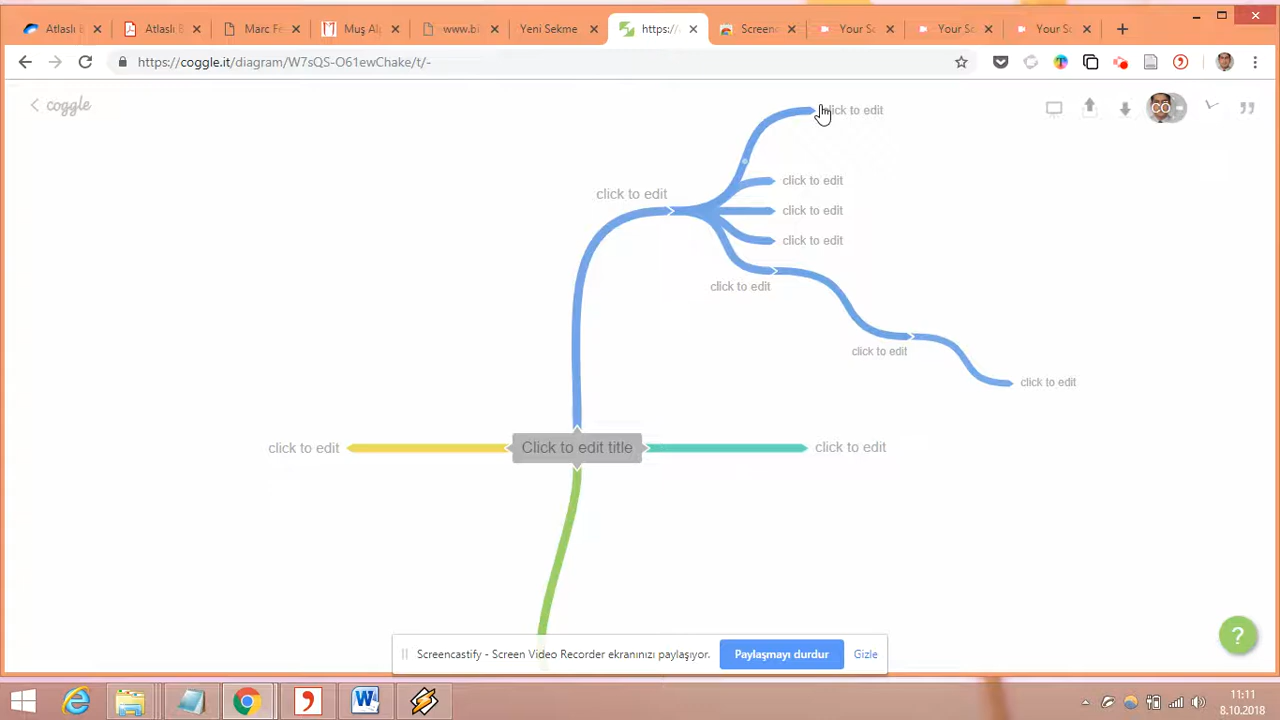 Atlaslı B
Atlaslı B
Marc Fe
Muş Alp
www.bi
Yeni Sekme
https://
Screenc
Your Sc
Your Sc
Your Sc
https://coggle.it/diagram/W7sQS-O61ewChake/t/-
coggle
CÖ
click to edit
click to edit
click to edit
click to edit
click to edit
click to edit
click to edit
click to edit
click to edit
Click to edit title
click to edit
?
Screencastify - Screen Video Recorder ekranınızı paylaşıyor.
Paylaşmayı durdur
Gizle
11:11
8.10.2018